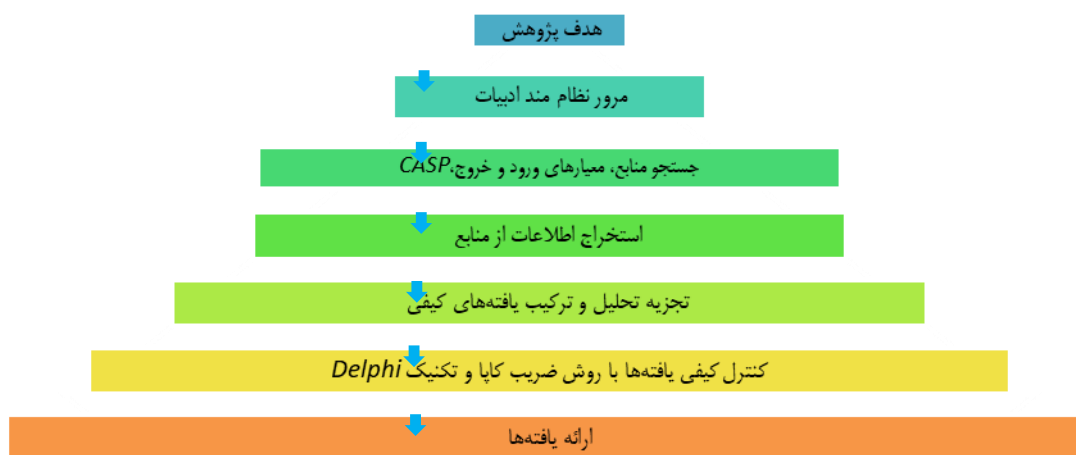 هدف پژوهش
مرور نظام مند ادبیات
جستجو منابع، معیارهای ورود و خروج،CASP
استخراج اطلاعات از منابع
تجزیه تحلیل و ترکیب یافته‌های کیفی
کنترل کیفی یافته‌ها با روش ضریب کاپا و تکنیک Delphi
ارائه یافته‌ها